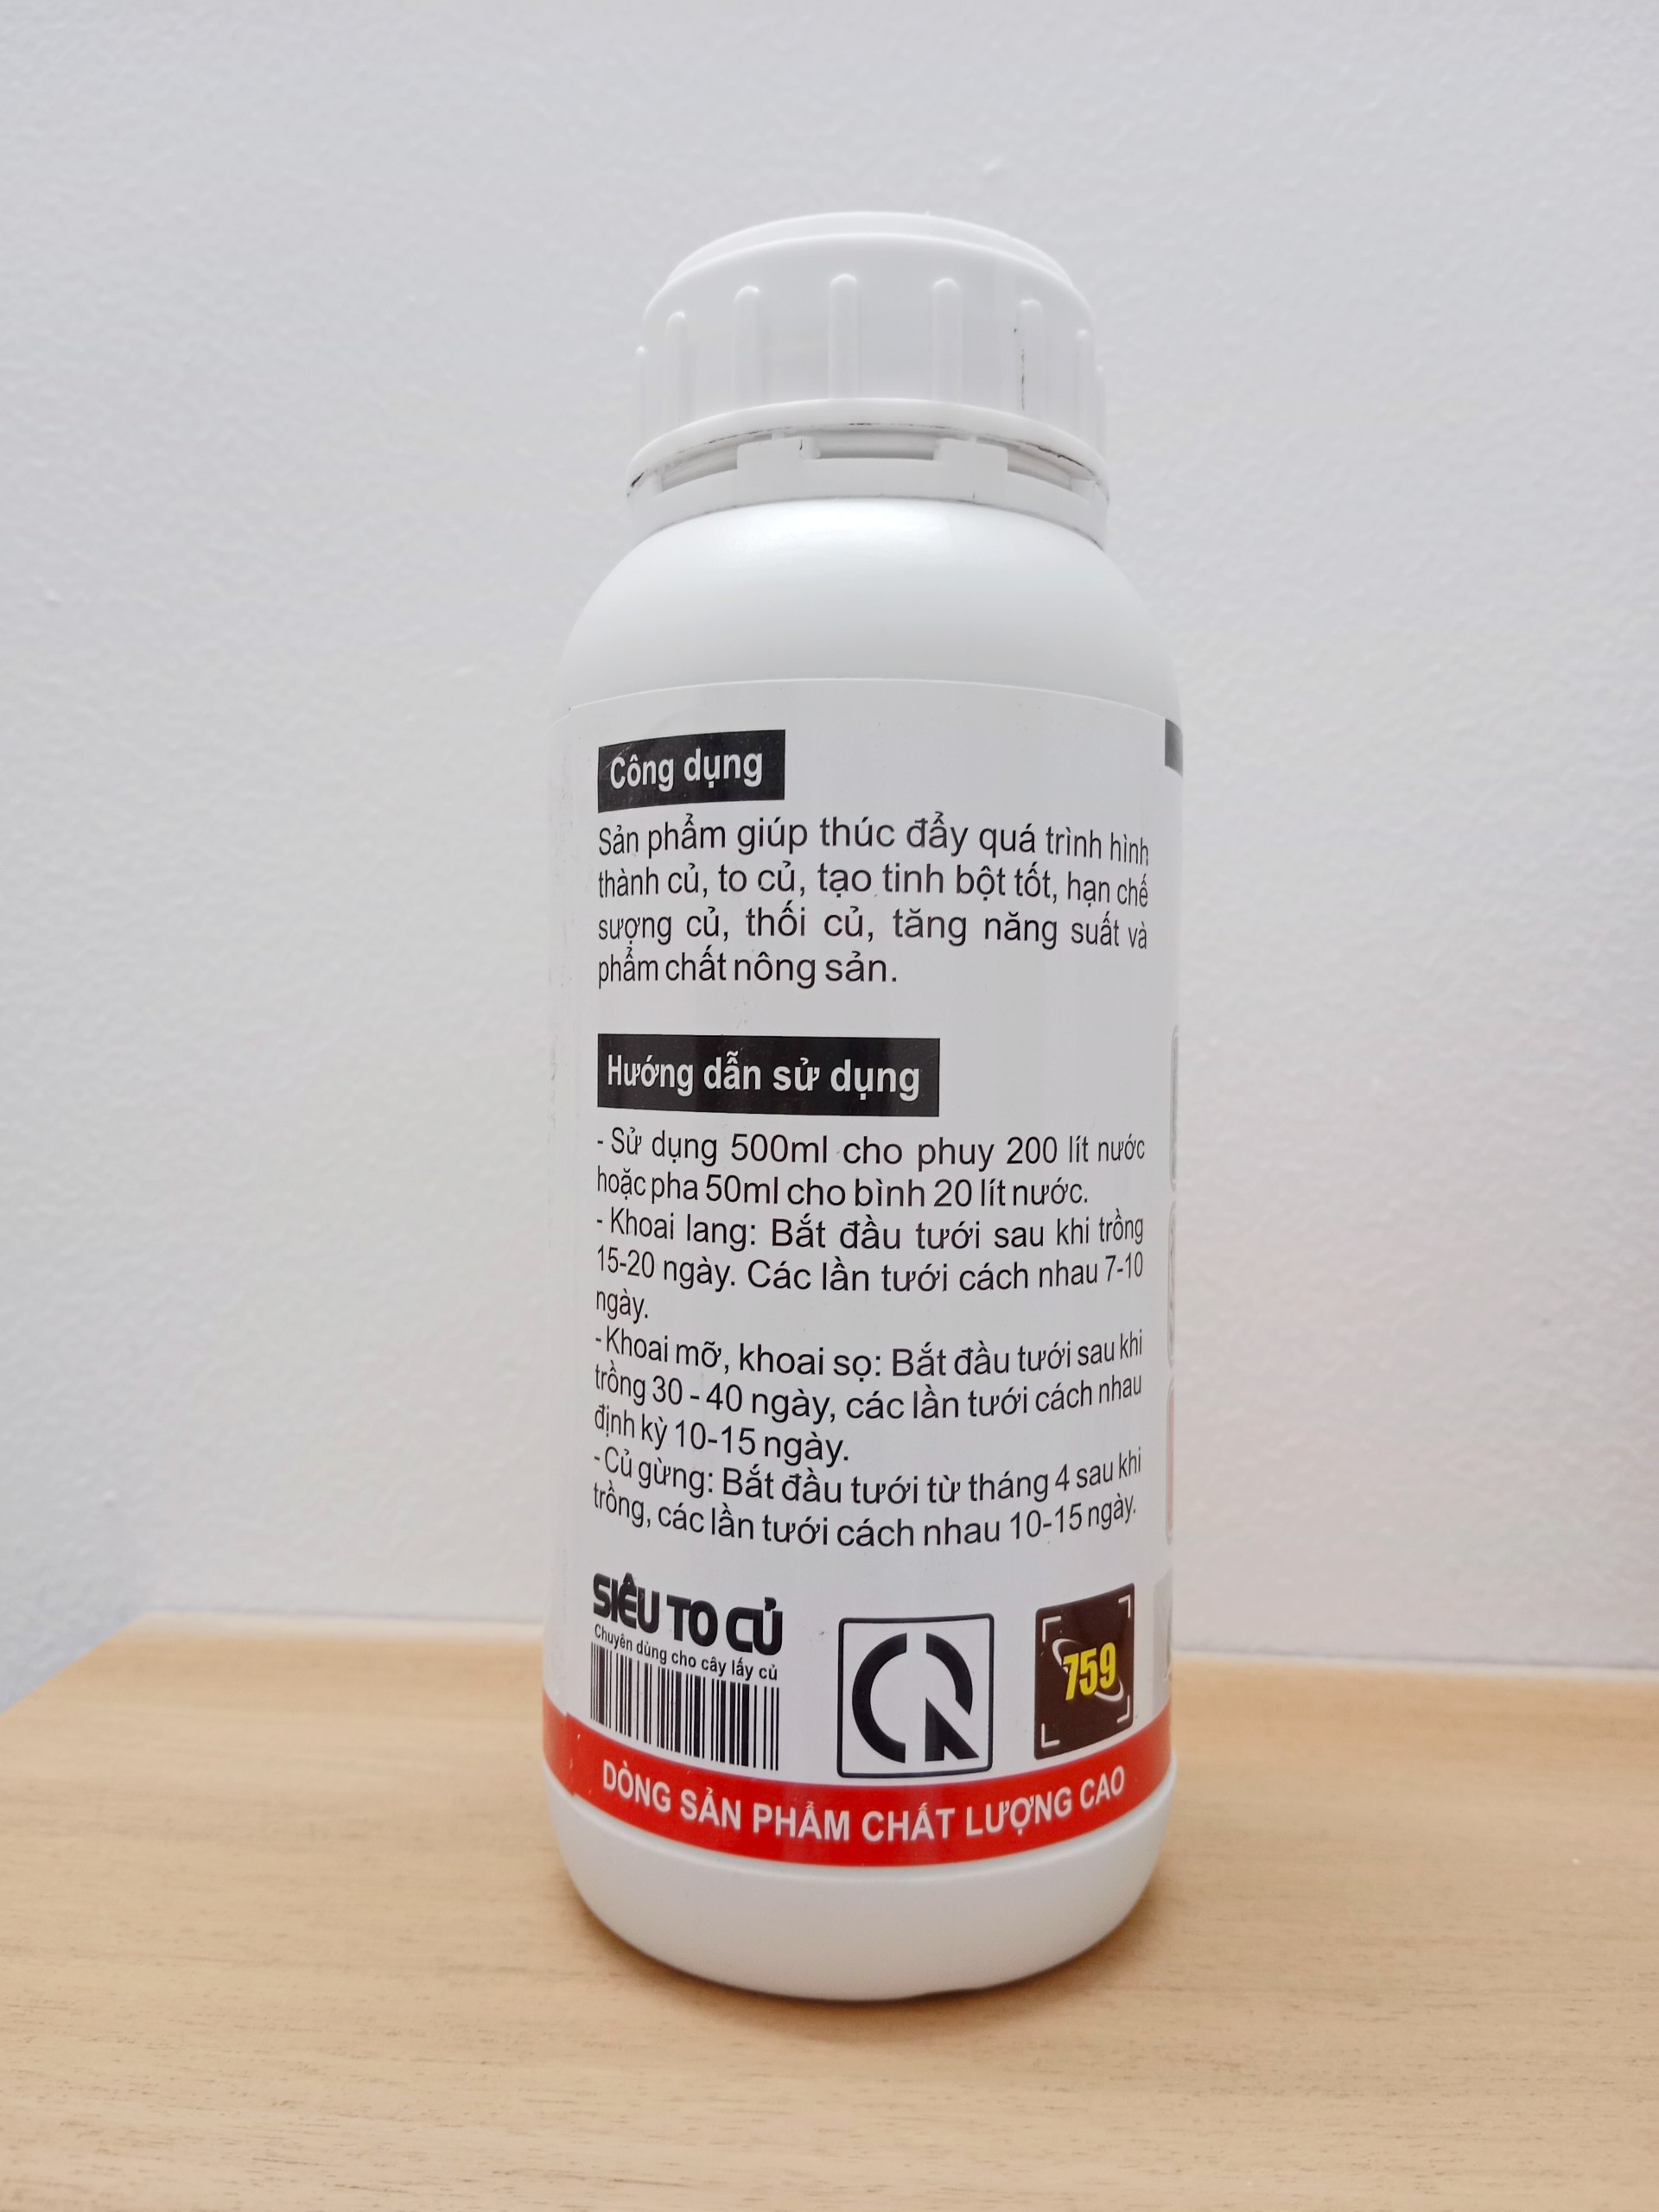 Công dụng
Sản phẩm giúp thúc đẩy quá trình hình
thành củ, to củ, tạo tinh bột tốt, hạn chế
sượng củ, thối củ, tăng năng suất và
phẩm chất nông sản.
Hướng dẫn sử dụng
- Sử dụng 500ml cho phuy 200 lít nước
hoặc pha 50ml cho bình 20 lít nước.
- Khoai lang: Bắt đầu tưới sau khi trồng
15-20 ngày. Các lần tưới cách nhau 7-10
ngày.
- Khoai mỡ, khoai sọ: Bắt đầu tưới sau khi
trồng 30 - 40 ngày, các lần tưới cách nhau
định kỳ 10-15 ngày.
- Củ gừng: Bắt đầu tưới từ tháng 4 sau khi
trồng, các lần tưới cách nhau 10-15 ngày.
SIÊU TO CỦ
Chuyên dùng cho cây lấy củ
759
DÒNG SẢN PHẨM CHẤT LƯỢNG CAO